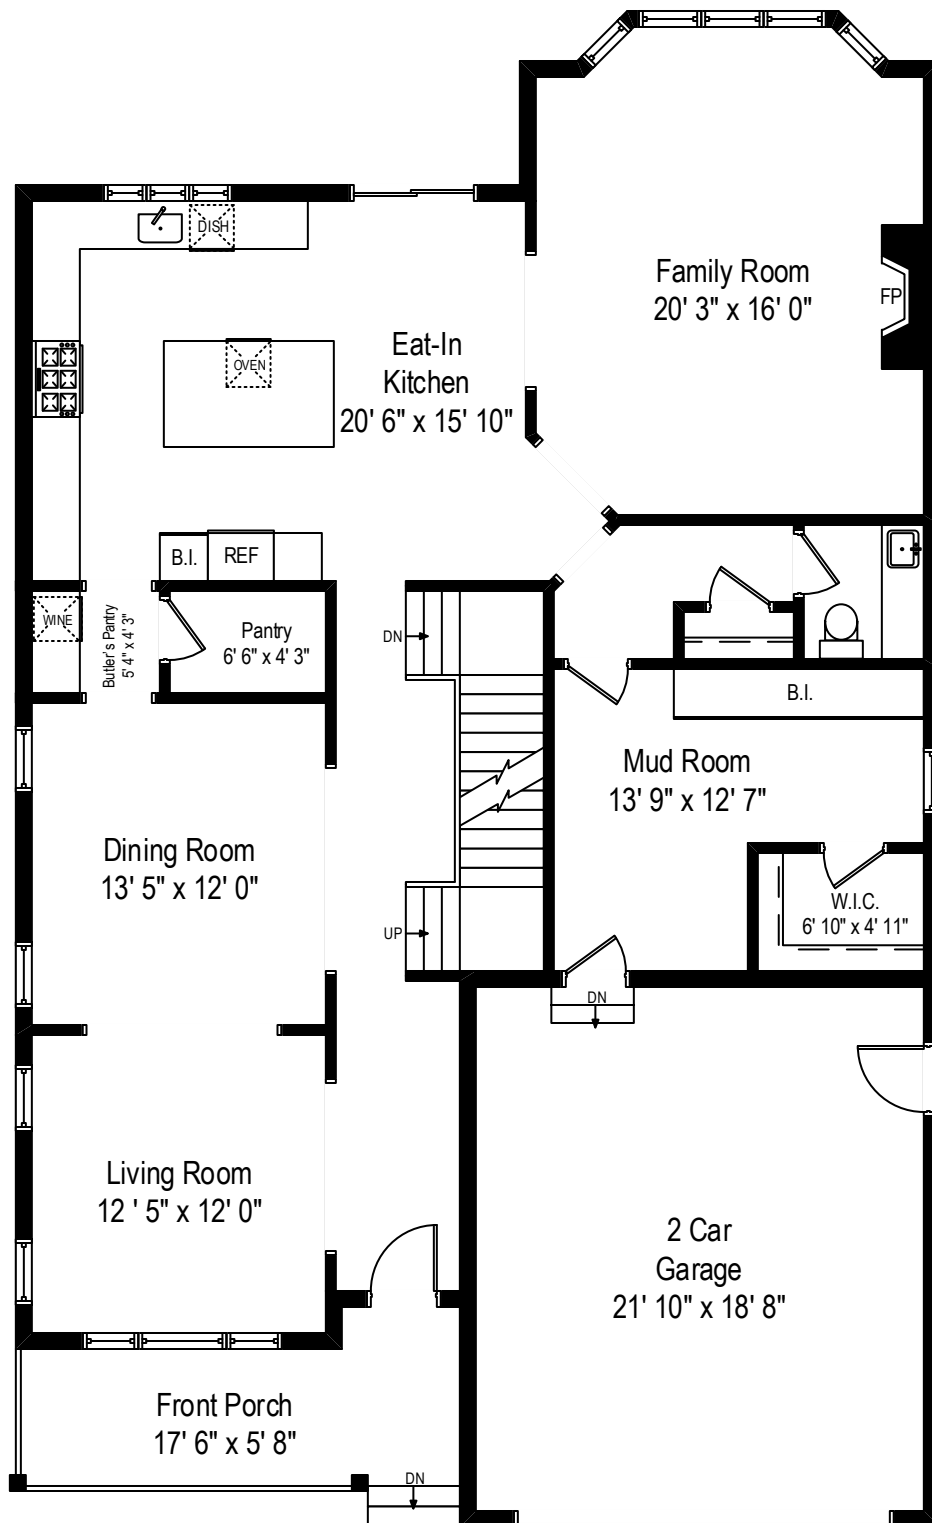 DISH
Family Room
20' 3" x 16' 0"
FP
Eat-In
Kitchen
20' 6" x 15' 10"
OVEN
B.I.
REF
WINE
Butler's Pantry
5' 4" x 4' 3"
Pantry
6' 6" x 4' 3"
DN
B.I.
Mud Room
13' 9" x 12' 7"
Dining Room
13' 5" x 12' 0"
W.I.C.
6' 10" x 4' 11"
UP
DN
Living Room
12 ' 5" x 12' 0"
2 Car
Garage
21' 10" x 18' 8"
Front Porch
17' 6" x 5' 8"
DN